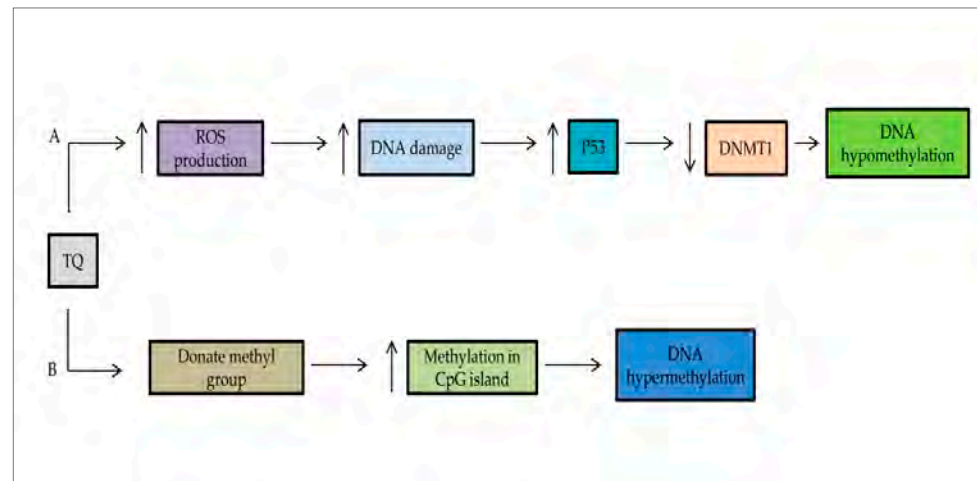 A
ROS
production
DNA damage
P53
DNMT1
DNA
hypomethylation
TQ
B
Donate methyl
group
Methylation in
CpG island
DNA
hypermethylation